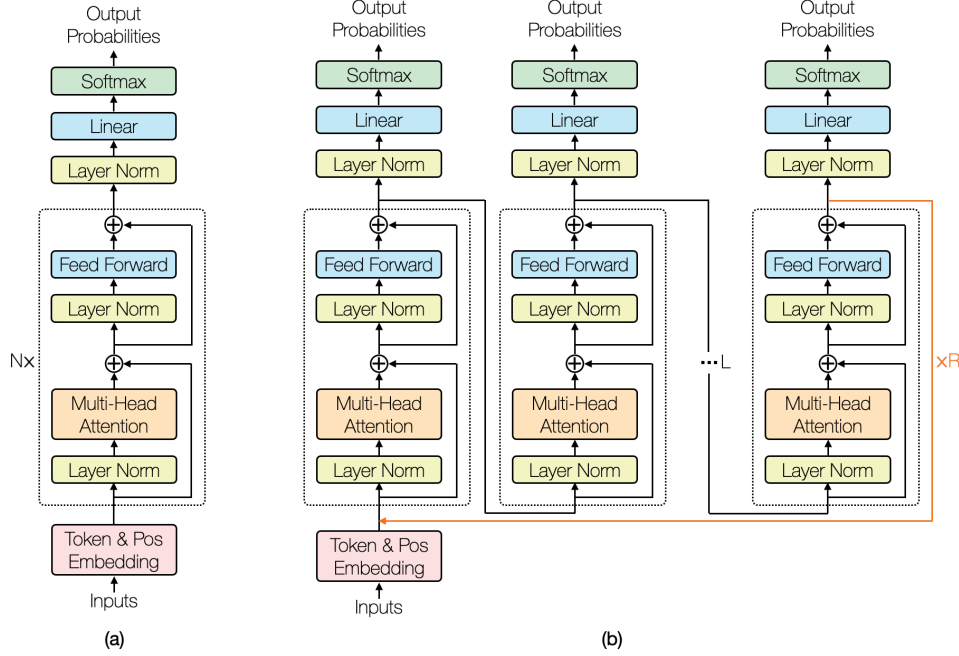 Output
Probabilities
Softmax
Linear
Layer Norm
Feed Forward
Layer Norm
Nx
Multi-Head
Attention
Layer Norm
Token & Pos
Embedding
Inputs
(a)
Output
Probabilities
Softmax
Linear
Layer Norm
Feed Forward
Layer Norm
Multi-Head
Attention
Layer Norm
Token & Pos
Embedding
Inputs
Output
Probabilities
Softmax
Linear
Layer Norm
Feed Forward
Layer Norm
Multi-Head
Attention
Layer Norm
...L
Output
Probabilities
Softmax
Linear
Layer Norm
Feed Forward
Layer Norm
Multi-Head
Attention
Layer Norm
xR
(b)